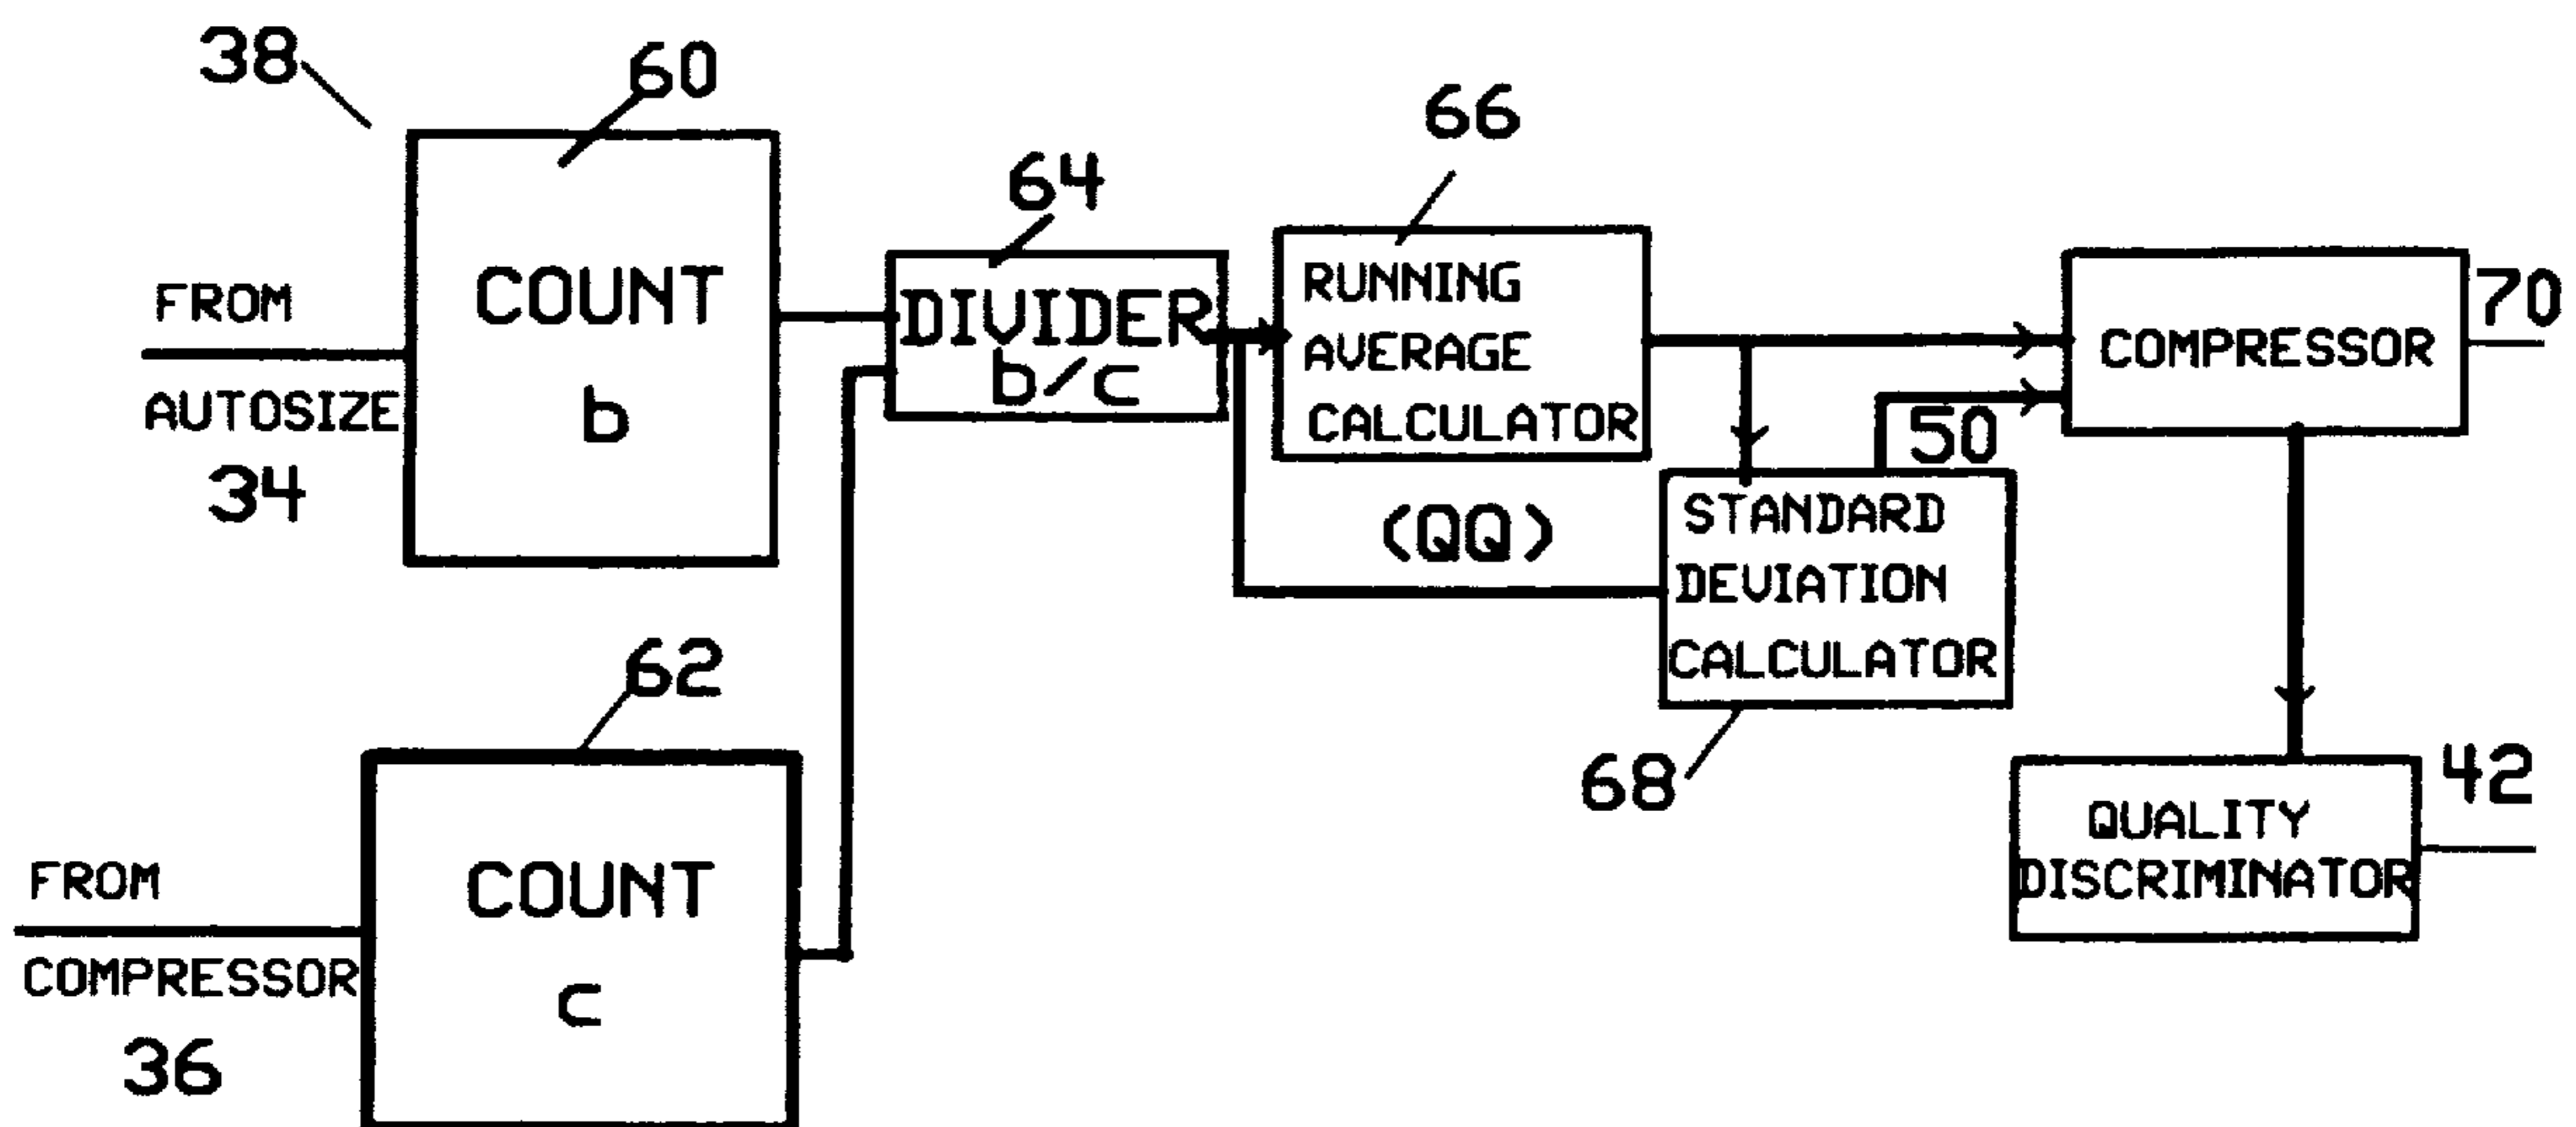 38
60
COUNT
b
FROM
AUTOSIZE
34
62
COUNT
c
FROM
COMPRESSOR
36
64
DIVIDER
b/c
66
RUNNING
AVERAGE
CALCULATOR
(QQ)
50
STANDARD
DEVIATION
CALCULATOR
68
COMPRESSOR
70
QUALITY
DISCRIMINATOR
42